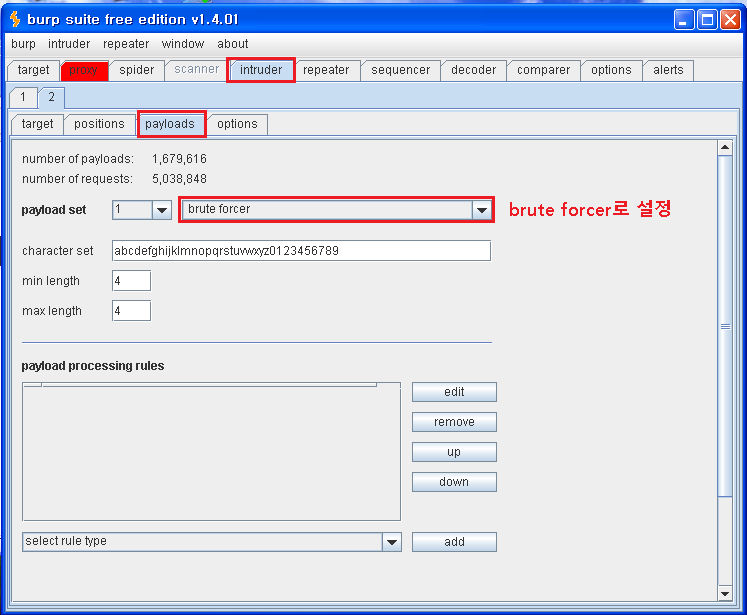 burp suite free edition v1.4.01
burp intruder repeater window about
target proxy spider scanner intruder repeater sequencer decoder comparer options alerts
1 2
target positions payloads options
number of payloads: 1,679,616
number of requests: 5,038,848
payload set 1 brute forcer brute forcer로 설정
character set abcdefghijklmnopqrstuvwxyz0123456789
min length 4
max length 4
payload processing rules
edit
remove
up
down
select rule type add